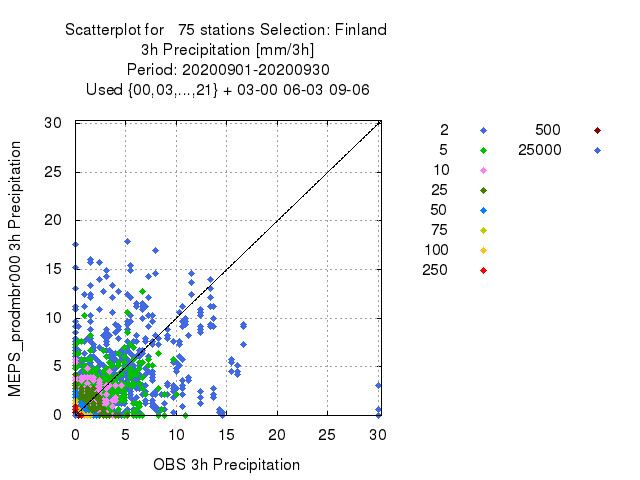 Scatterplot for 75 stations Selection: Finland
3h Precipitation [mm/3h]
Period: 20200901-20200930
Used {00,03,...,21} + 03-00 06-03 09-06
MEPS_prodmbr000 3h Precipitation
30
25
20
15
10
5
0
0 5 10 15 20 25 30
OBS 3h Precipitation
2
5
10
25
50
75
100
250
500
25000